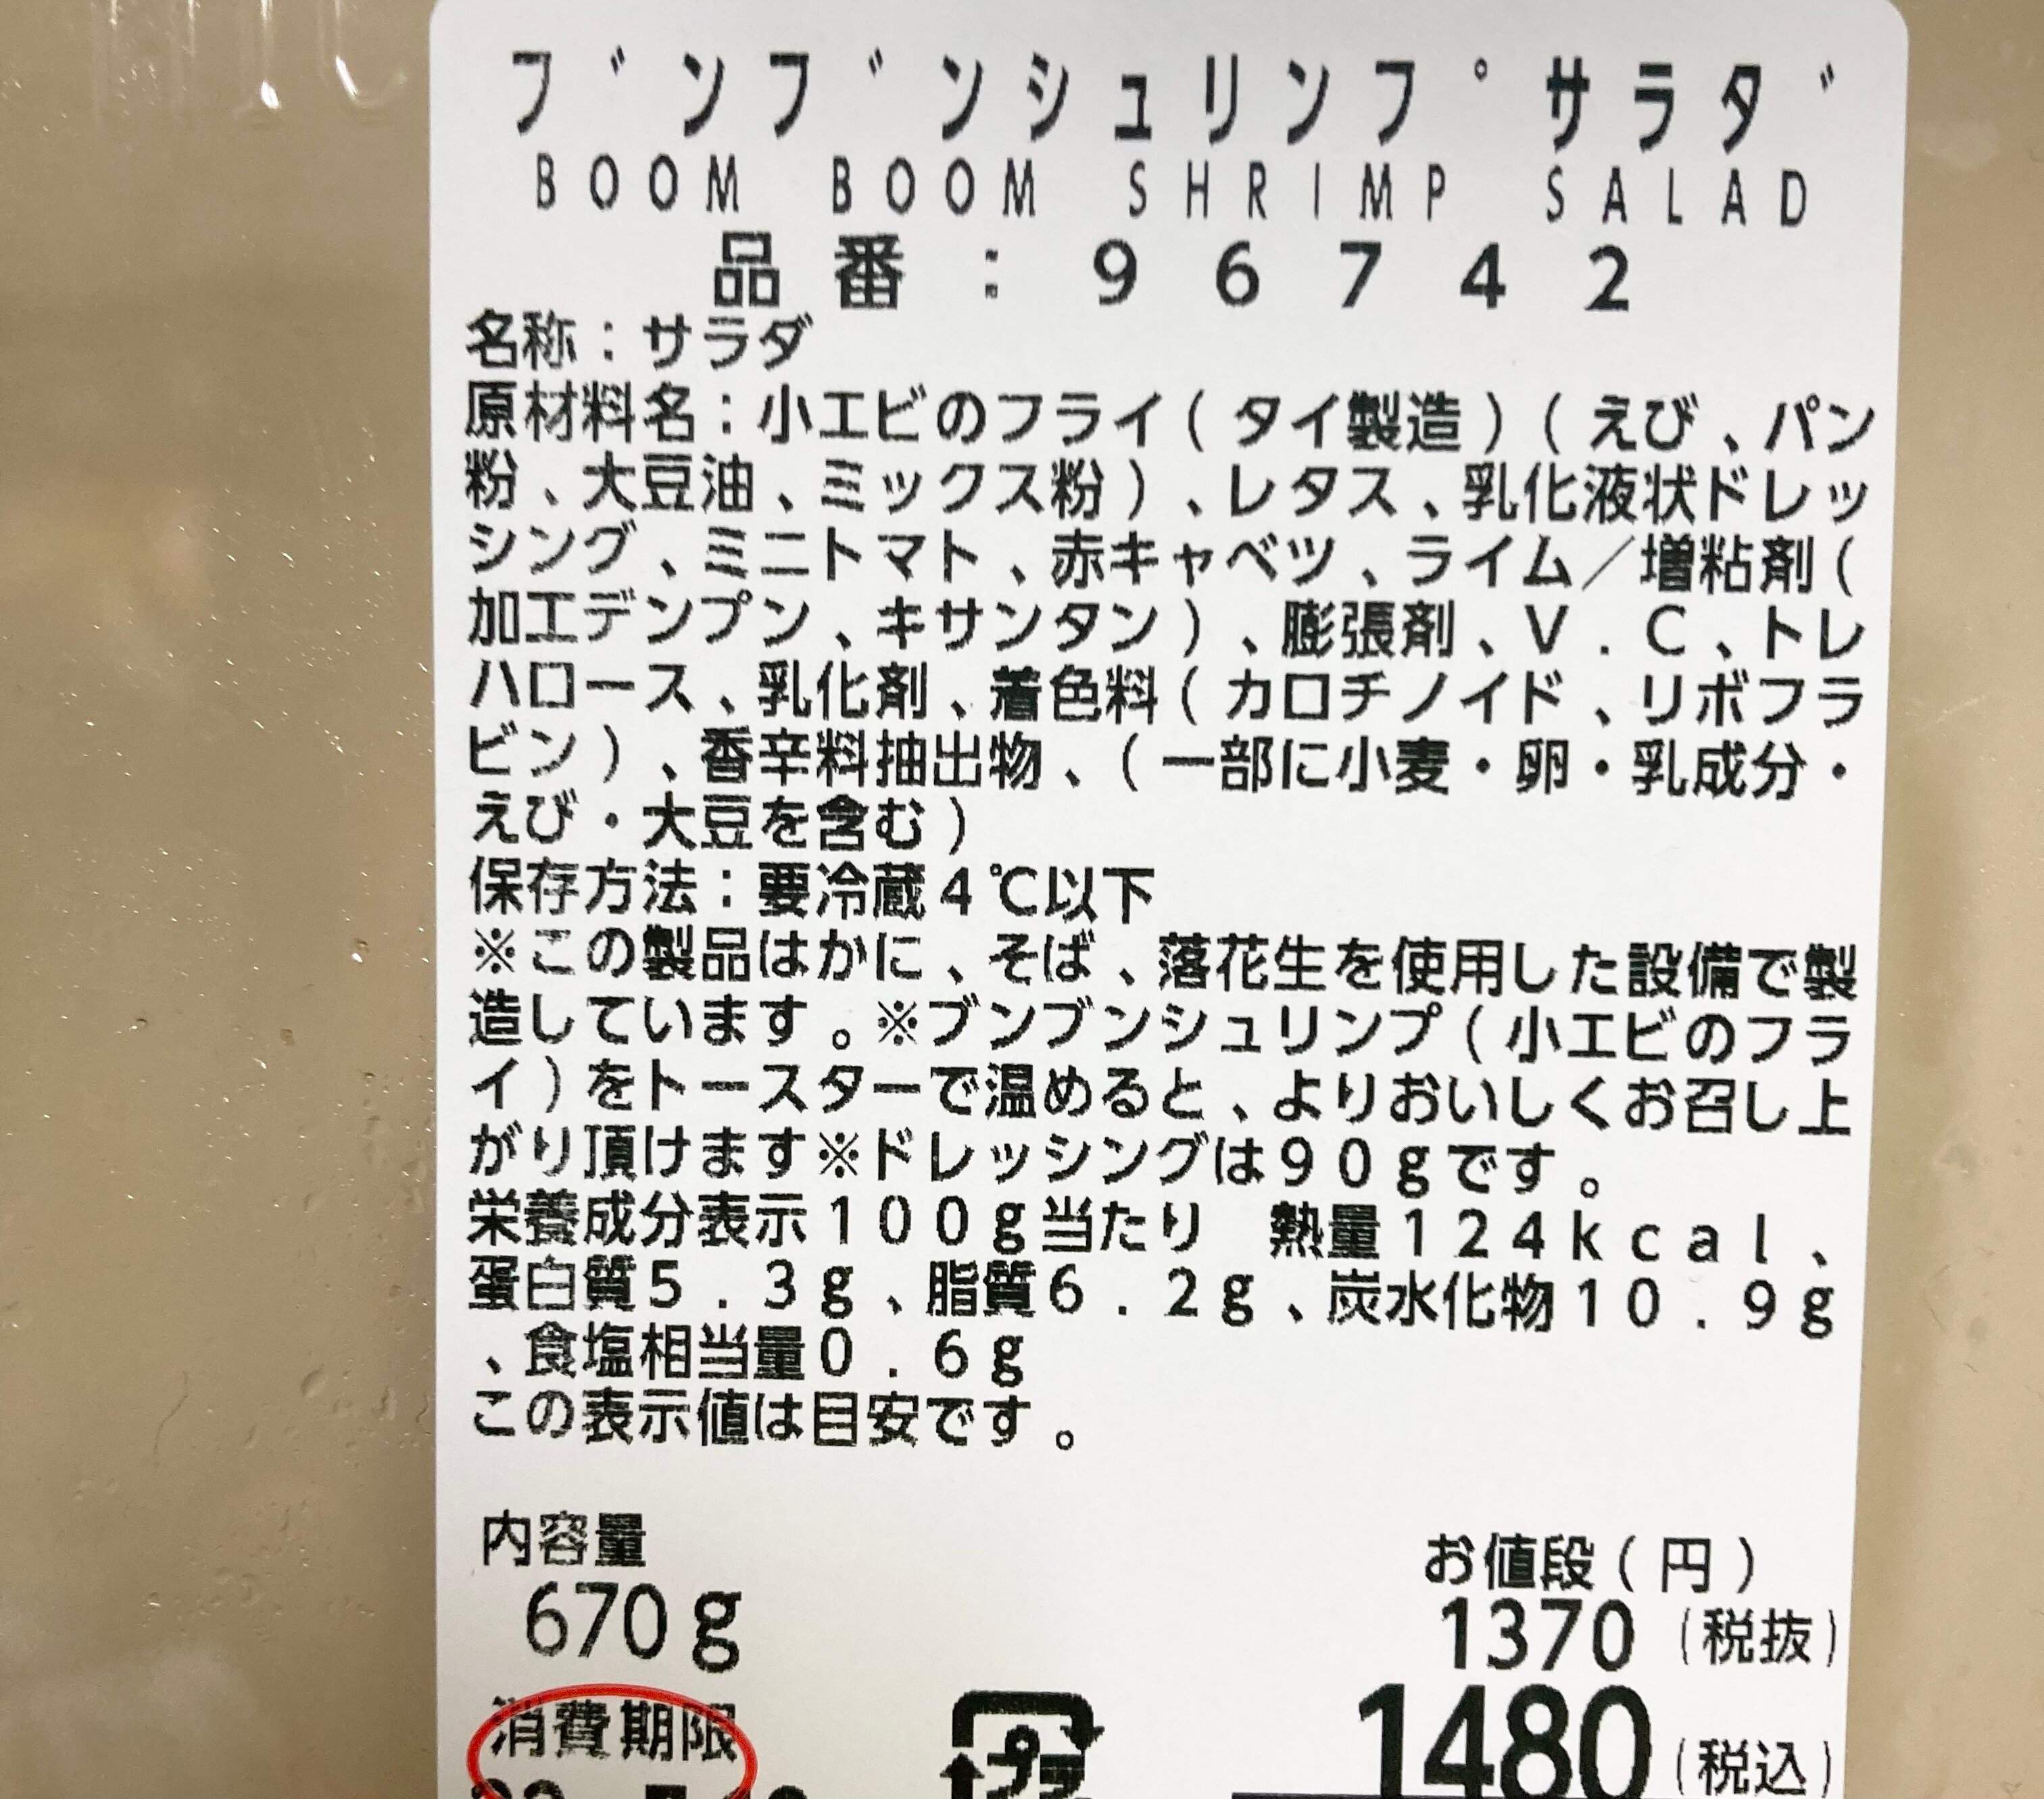 ブンブンシュリンプサラダ
BOOM BOOM SHRIMP SALAD
品番：96742
名称：サラダ
原材料名：小エビのフライ(タイ製造)(えび、パン
粉、大豆油、ミックス粉)、レタス、乳化液状ドレッ
シング、ミニトマト、赤キャベツ、ライム／増粘剤(
加工デンプン、キサンタン)、膨張剤、V.C、トレ
ハロース、乳化剤、着色料(カロチノイド、リボフラ
ビン)、香辛料抽出物、(一部に小麦・卵・乳成分・
えび・大豆を含む)
保存方法：要冷蔵4℃以下
※この製品はかに、そば、落花生を使用した設備で製
造しています。※ブンブンシュリンプ(小エビのフラ
イ)をトースターで温めると、よりおいしくお召し上
がり頂けます※ドレッシングは90gです。
栄養成分表示100g当たり 熱量124kcal、
蛋白質5.3g、脂質6.2g、炭水化物10.9g
、食塩相当量0.6g
この表示値は目安です。
内容量
670g
お値段(円)
1370(税抜)
1480(税込)
消費期限
プラ